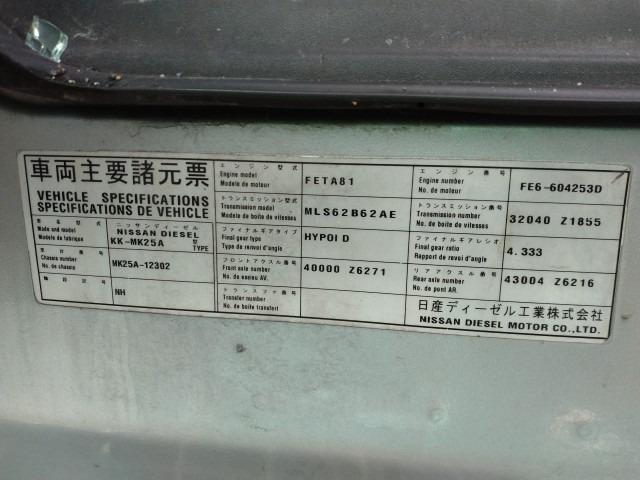 車両主要諸元票
VEHICLE SPECIFICATIONS
SPECIFICATIONS DE VEHICLE
Make and model
Modele de fabrique
ニッサンディーゼル
NISSAN DIESEL
KK-MK25A
型
TYPE
車台番号
Chassis number
No. de chassis
MK25A-12302
NH
エンジン型式
Engine model
Modele de moteur
FETA81
トランスミッション型式
Transmission model
Modele de boite de vitesses
MLS62B62AE
ファイナルギアタイプ
Final gear type
Type de renvoi d'angle
HYPOID
フロントアクスル番号
Front axle number
No. de essieu AV.
40000 Z6271
トランスファ番号
Transfer number
No. de boite transfert
エンジン番号
Engine number
No. de moteur
FE6-604253D
トランスミッション番号
Transmission number
No. de boite de vitesses
32040 Z1855
ファイナルギアレシオ
Final gear ratio
Rapport de renvoi d'angle
4.333
リアアクスル番号
Rear axle number
No. de pont AR.
43004 Z6216
日産ディーゼル工業株式会社
NISSAN DIESEL MOTOR CO.,LTD.